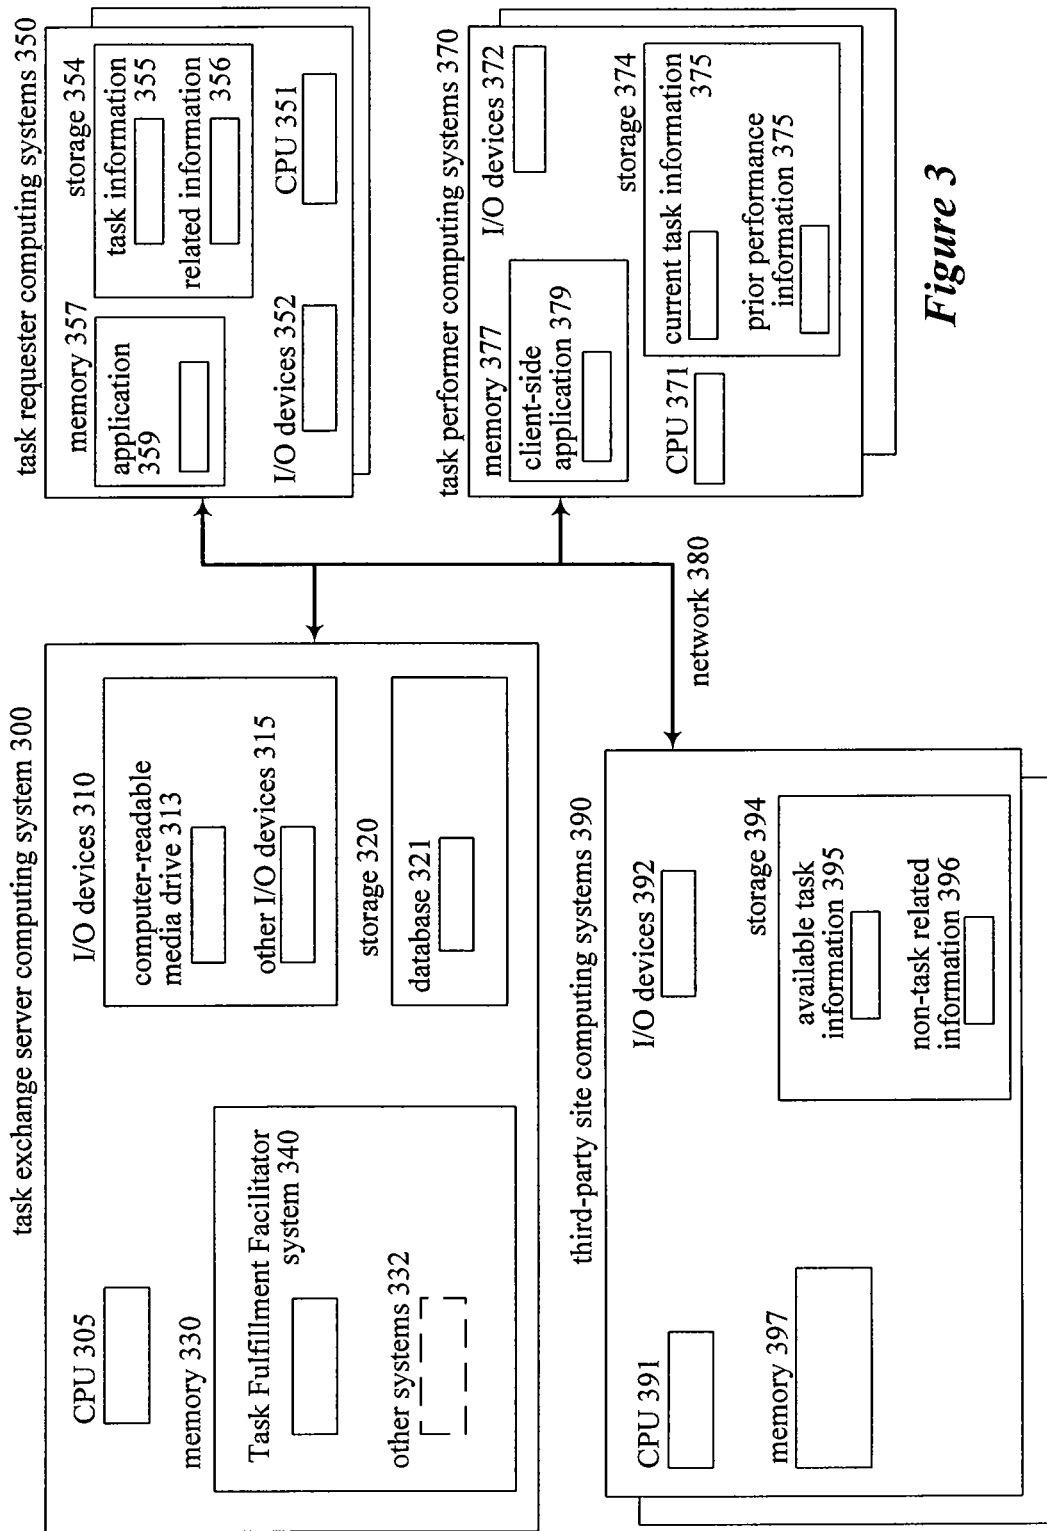 task exchange server computing system 300
CPU 305
memory 330
Task Fulfillment Facilitator
system 340
other systems 332
I/O devices 310
computer-readable
media drive 313
other I/O devices 315
storage 320
database 321
task requester computing systems 350
memory 357
application
359
storage 354
task information
355
related information
356
I/O devices 352
CPU 351
third-party site computing systems 390
CPU 391
memory 397
I/O devices 392
storage 394
available task
information 395
non-task related
information 396
network 380
task performer computing systems 370
memory 377
client-side
application 379
I/O devices 372
CPU 371
storage 374
current task information
375
prior performance
information 375
Figure 3